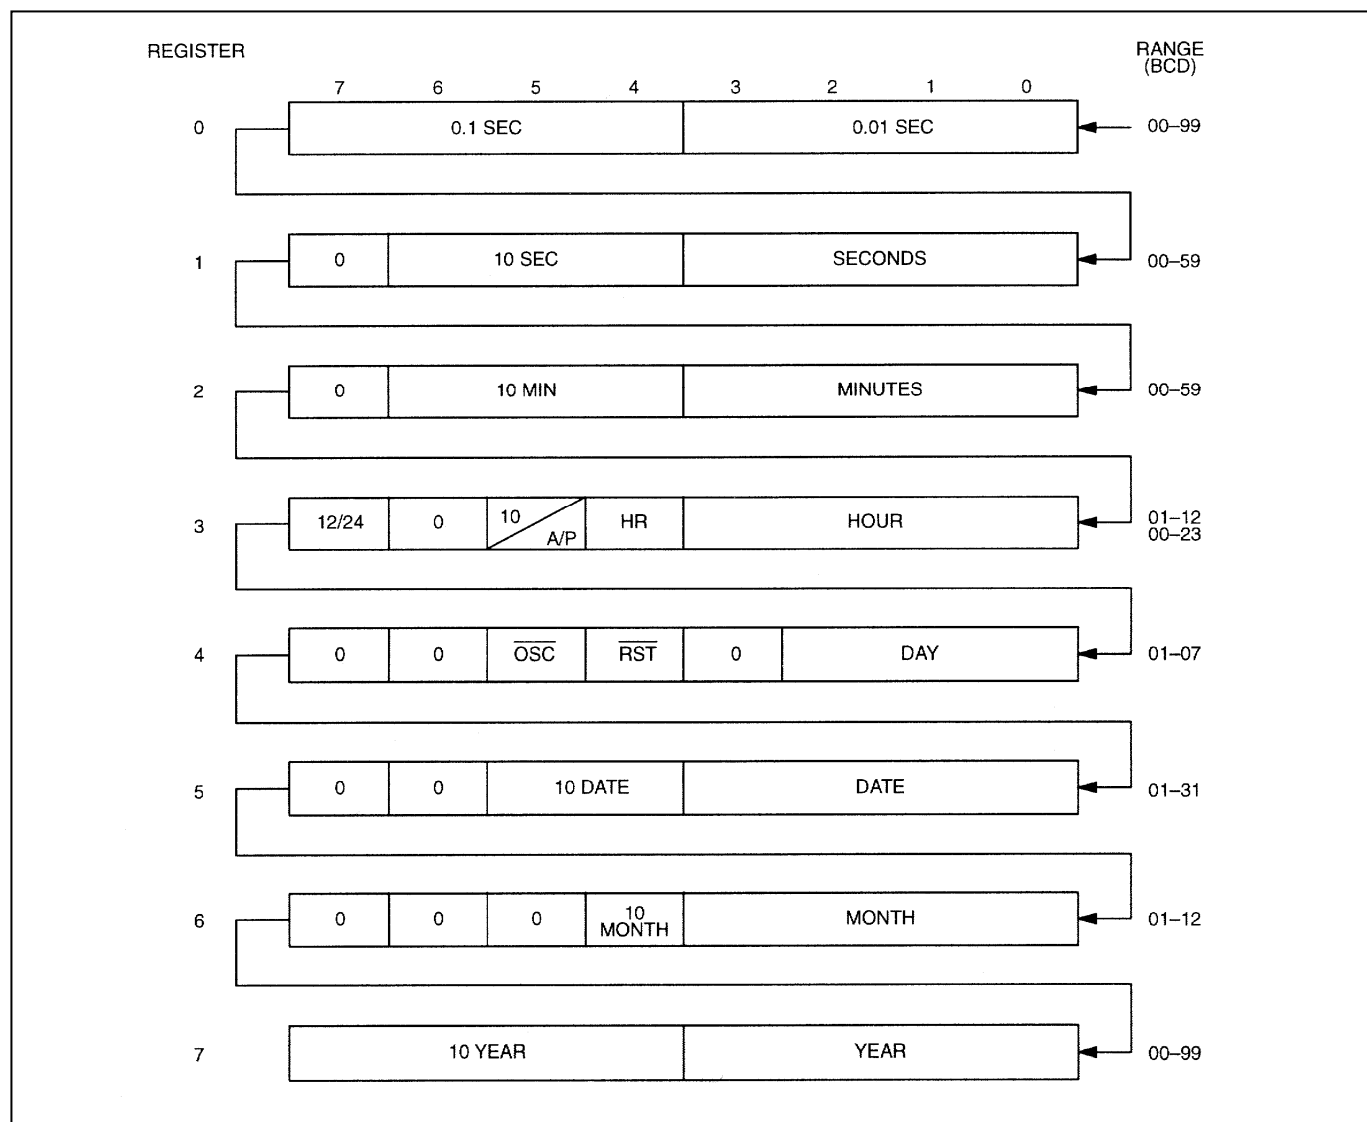 REGISTER
RANGE
(BCD)
7 6 5 4 3 2 1 0
0 0.1 SEC 0.01 SEC 00–99
1 0 10 SEC SECONDS 00–59
2 0 10 MIN MINUTES 00–59
3 12/24 0 10 A/P HR HOUR 01–12
00–23
4 0 0 OSC RST 0 DAY 01–07
5 0 0 10 DATE DATE 01–31
6 0 0 0 10 MONTH MONTH 01–12
7 10 YEAR YEAR 00–99